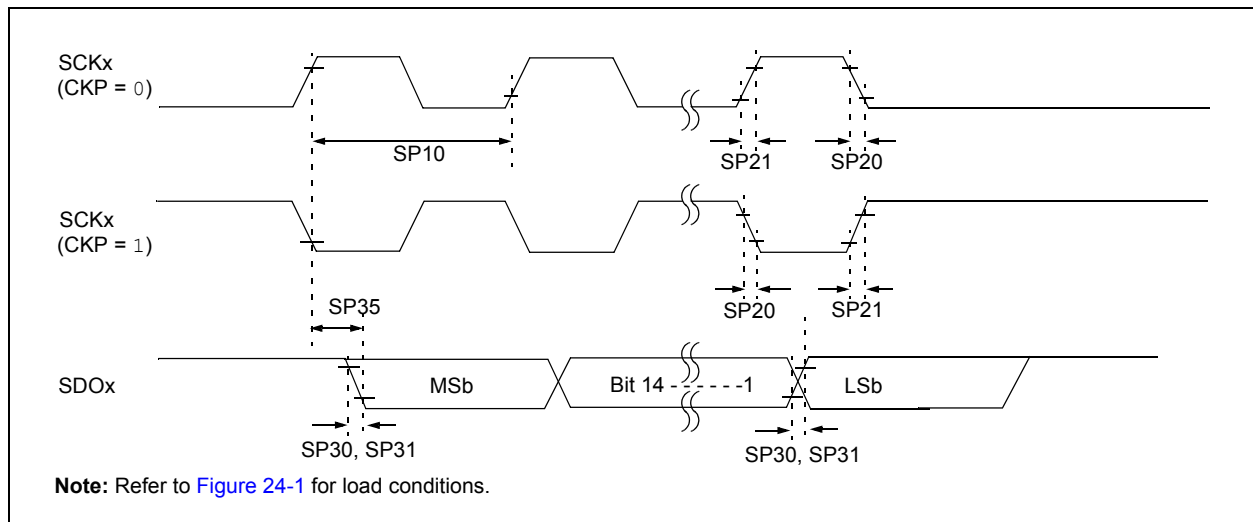 SCKx
(CKP = 0)
SP10
SP21
SP20
SCKx
(CKP = 1)
SP35
SP20
SP21
SDOx
MSb
Bit 14 - - - - - -1
LSb
SP30, SP31
SP30, SP31
Note: Refer to Figure 24-1 for load conditions.